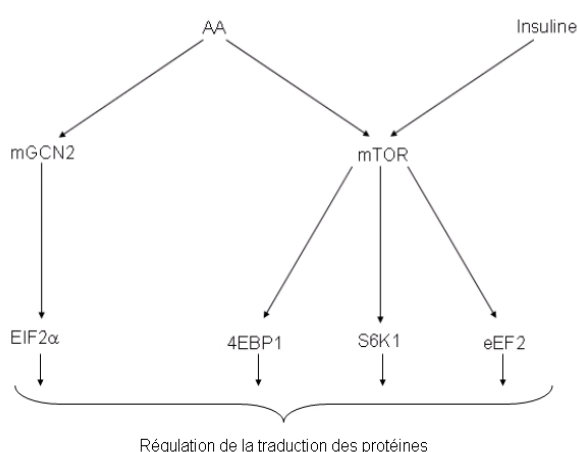 AA
Insuline
mGCN2
mTOR
EIF2α
4EBP1
S6K1
eEF2
Régulation de la traduction des protéines